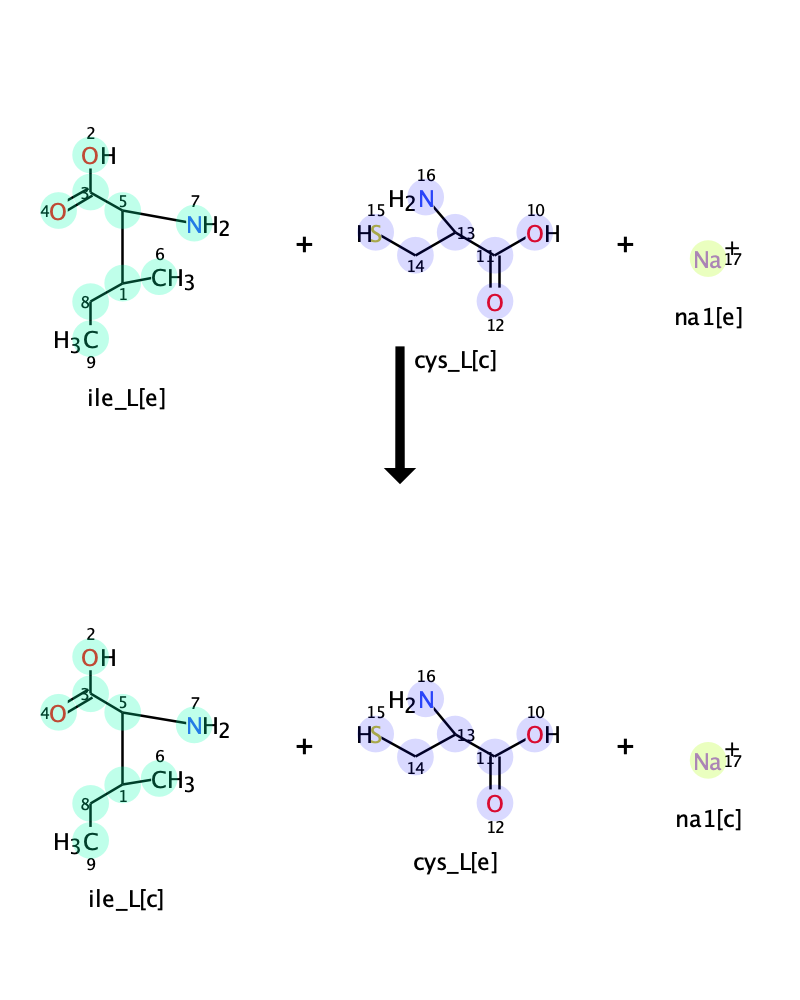 2
OH
3
4O
5
7
NH2
6
CH3
1
8
H3C
9
ile_L[e]
+
16
H2N
15
HS
14
13
11
10
OH
O
12
cys_L[c]
+
Na+
17
na1[e]
2
OH
3
4O
5
7
NH2
6
CH3
1
8
H3C
9
ile_L[c]
+
16
H2N
15
HS
14
13
11
10
OH
O
12
cys_L[e]
+
Na+
17
na1[c]